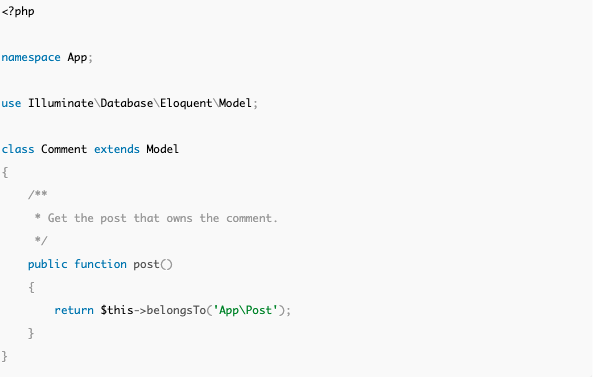 <?php
namespace App;
use Illuminate\Database\Eloquent\Model;
class Comment extends Model
{
/**
* Get the post that owns the comment.
*/
public function post()
{
return $this->belongsTo('App\Post');
}
}